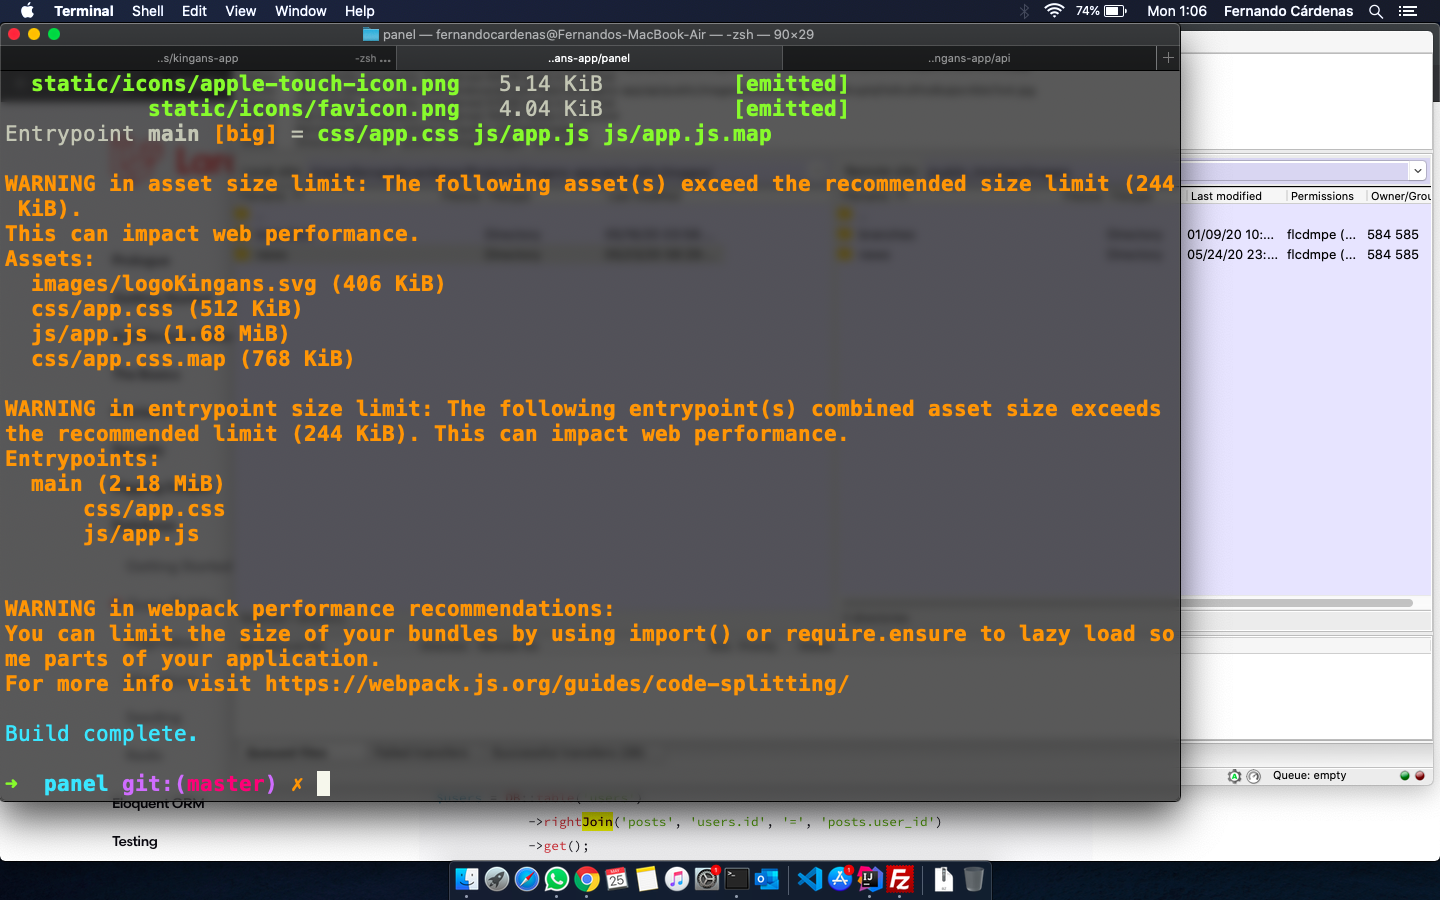 Terminal Shell Edit View Window Help 74% Mon 1:06 Fernando Cárdenas
panel — fernandocardenas@Fernandos-MacBook-Air — -zsh — 90×29
..s/kingans-app -zsh ... ..ans-app/panel ..ngans-app/api
static/icons/apple-touch-icon.png 5.14 KiB [emitted]
static/icons/favicon.png 4.04 KiB [emitted]
Entrypoint main [big] = css/app.css js/app.js js/app.js.map
WARNING in asset size limit: The following asset(s) exceed the recommended size limit (244
KiB).
This can impact web performance.
Assets:
images/logoKingans.svg (406 KiB)
css/app.css (512 KiB)
js/app.js (1.68 MiB)
css/app.css.map (768 KiB)
WARNING in entrypoint size limit: The following entrypoint(s) combined asset size exceeds
the recommended limit (244 KiB). This can impact web performance.
Entrypoints:
main (2.18 MiB)
css/app.css
js/app.js
WARNING in webpack performance recommendations:
You can limit the size of your bundles by using import() or require.ensure to lazy load so
me parts of your application.
For more info visit https://webpack.js.org/guides/code-splitting/
Build complete.
➜ panel git:(master) ✗
Last modified Permissions Owner/Grou
01/09/20 10:... flcdmpe (... 584 585
05/24/20 23:... flcdmpe (... 584 585
Queue: empty
Eloquent ORM
Testing
->rightJoin('posts', 'users.id', '=', 'posts.user_id')
->get();
25